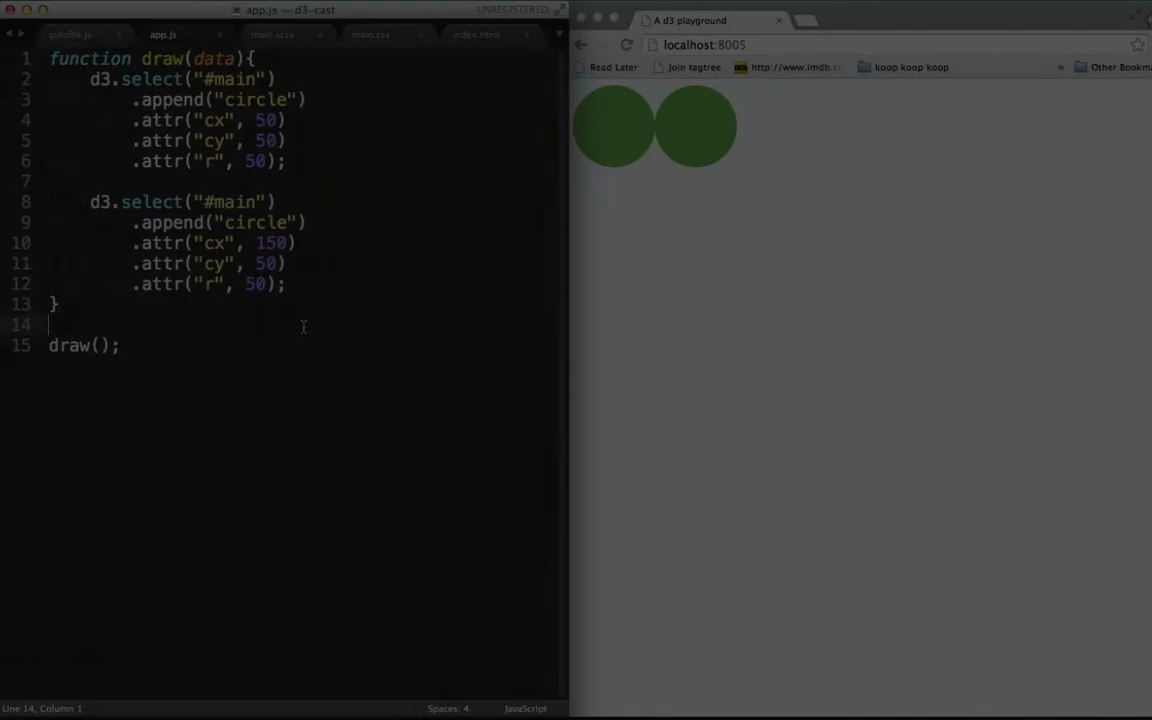 app.js — d3-cast
UNREGISTERED
gulpfile.js
app.js
main.scss
main.css
index.html
1 function draw(data){
2 d3.select("#main")
3 .append("circle")
4 .attr("cx", 50)
5 .attr("cy", 50)
6 .attr("r", 50);
7
8 d3.select("#main")
9 .append("circle")
10 .attr("cx", 150)
11 .attr("cy", 50)
12 .attr("r", 50);
13 }
14
15 draw();
Line 14, Column 1
Spaces: 4
JavaScript
A d3 playground
localhost:8005
Read Later
Join tagtree
http://www.imdb.co
koop koop koop
»
Other Bookm